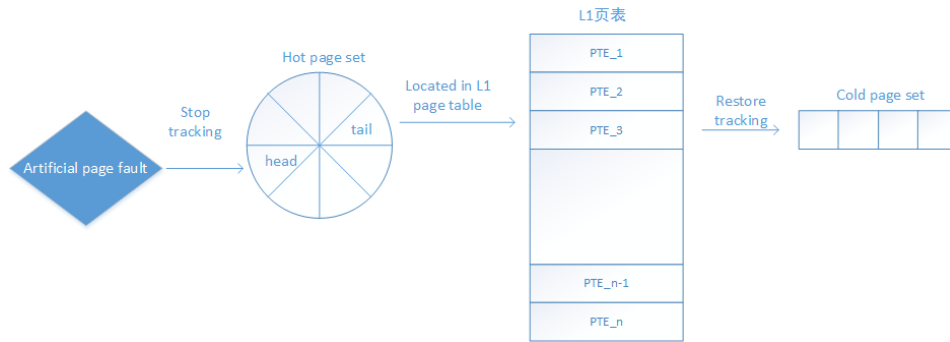 Artificial page fault
Stop
tracking
Hot page set
tail
head
Located in L1
page table
L1页表
PTE_1
PTE_2
PTE_3
PTE_n-1
PTE_n
Restore
tracking
Cold page set